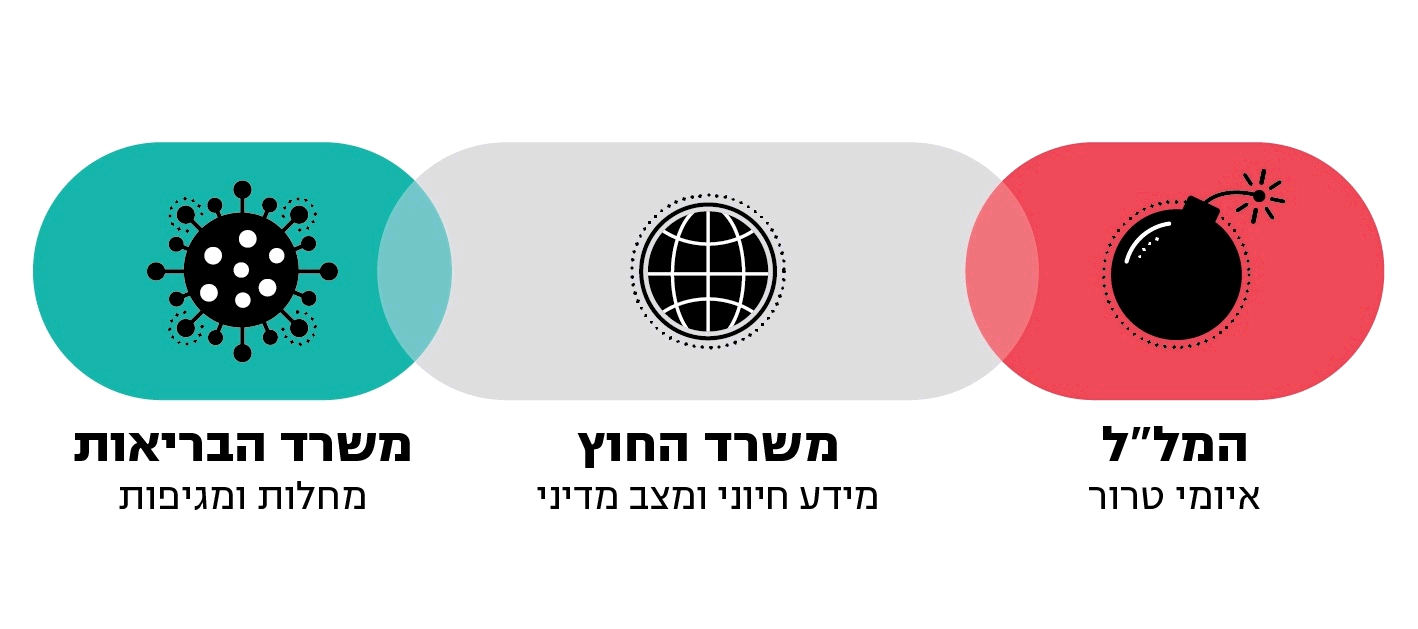 המל"ל
איומי טרור
משרד החוץ
מידע חיוני ומצב מדיני
משרד הבריאות
מחלות ומגיפות